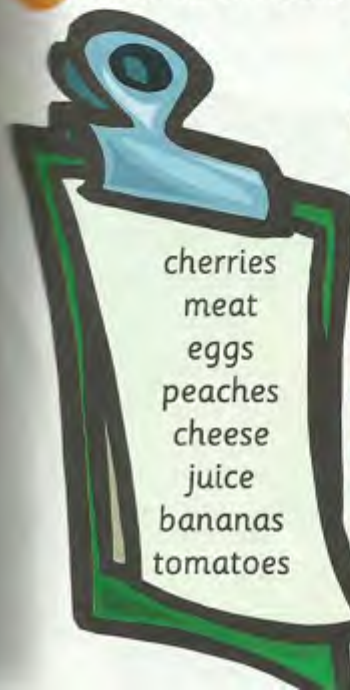 cherries
meat
eggs
peaches
cheese
juice
bananas
tomatoes